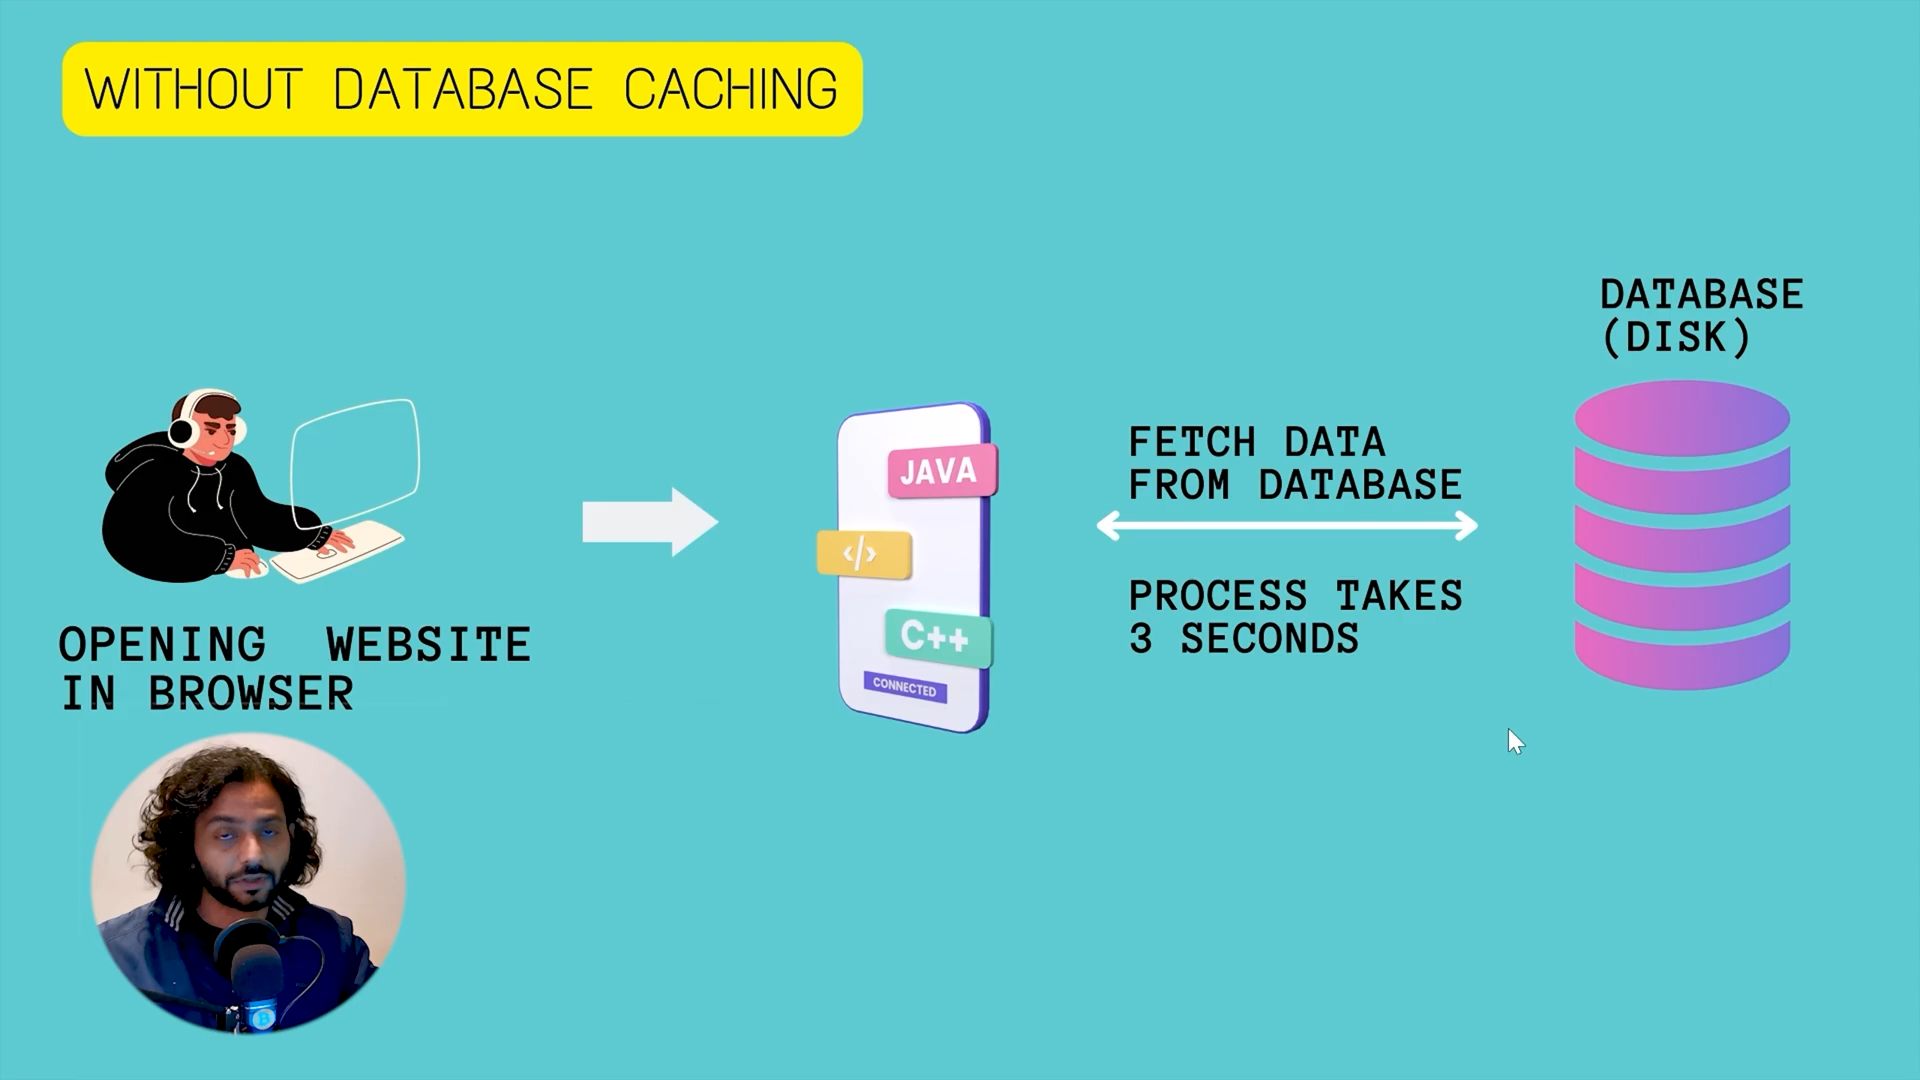 WITHOUT DATABASE CACHING
DATABASE
(DISK)
FETCH DATA
FROM DATABASE
PROCESS TAKES
3 SECONDS
JAVA
</>
C++
CONNECTED
OPENING WEBSITE
IN BROWSER